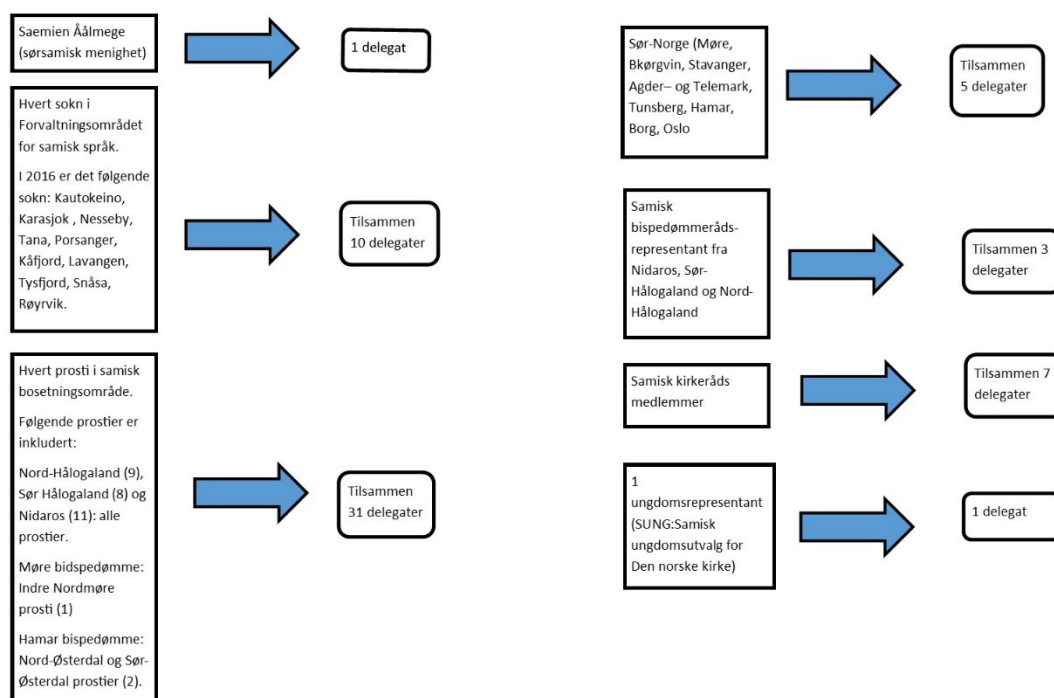 Saemien Åålmege
(sørsamisk menighet)
1 delegat
Hvert sokn i
Forvaltningsområdet
for samisk språk.
I 2016 er det følgende
sokn: Kautokeino,
Karasjok , Nesseby,
Tana, Porsanger,
Kåfjord, Lavangen,
Tysfjord, Snåsa,
Røyrvik.
Tilsammen
10 delegater
Hvert prosti i samisk
bosetningsområde.
Følgende prostier er
inkludert:
Nord-Hålogaland (9),
Sør Hålogaland (8) og
Nidaros (11): alle
prostier.
Møre bidspedømme:
Indre Nordmøre
prosti (1)
Hamar bispedømme:
Nord-Østerdal og Sør-
Østerdal prostier (2).
Tilsammen
31 delegater
Sør-Norge (Møre,
Bkørgvin, Stavanger,
Agder– og Telemark,
Tunsberg, Hamar,
Borg, Oslo
Tilsammen
5 delegater
Samisk
bispedømmeråds-
representant fra
Nidaros, Sør-
Hålogaland og Nord-
Hålogaland
Tilsammen 3
delegater
Samisk kirkeråds
medlemmer
Tilsammen 7
delegater
1
ungdomsrepresentant
(SUNG:Samisk
ungdomsutvalg for
Den norske kirke)
1 delegat